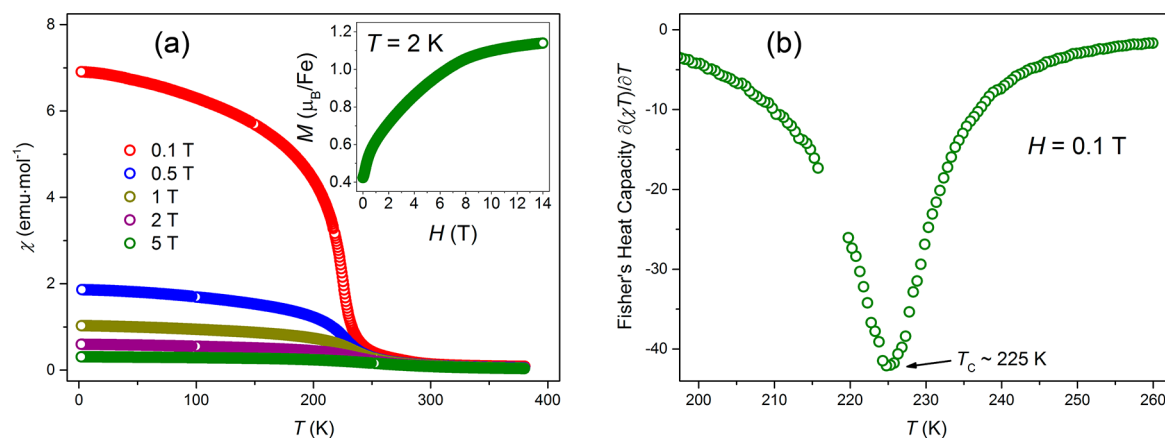 (a)
8
6
4
2
0
χ (emu·mol⁻¹)
0.1 T
0.5 T
1 T
2 T
5 T
0 100 200 300 400
T (K)
T = 2 K
1.2
1.0
0.8
0.6
0.4
M (μB/Fe)
0 2 4 6 8 10 12 14
H (T)
(b)
0
-10
-20
-30
-40
Fisher's Heat Capacity ∂(χT)/∂T
H = 0.1 T
TC ~ 225 K
200 210 220 230 240 250 260
T (K)